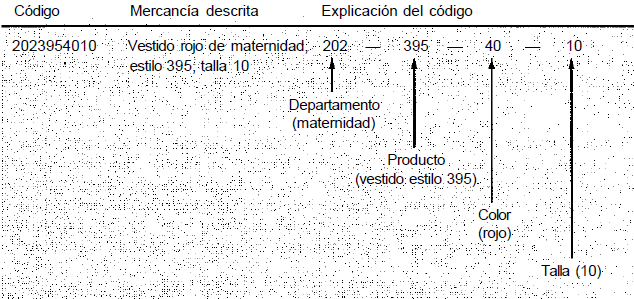 Código Mercancía descrita Explicación del código
2023954010 Vestido rojo de maternidad; 202 — 395 — 40 — 10
estilo 395; talla 10
Departamento
(maternidad)
Producto
(vestido estilo 395)
Color
(rojo)
Talla (10)